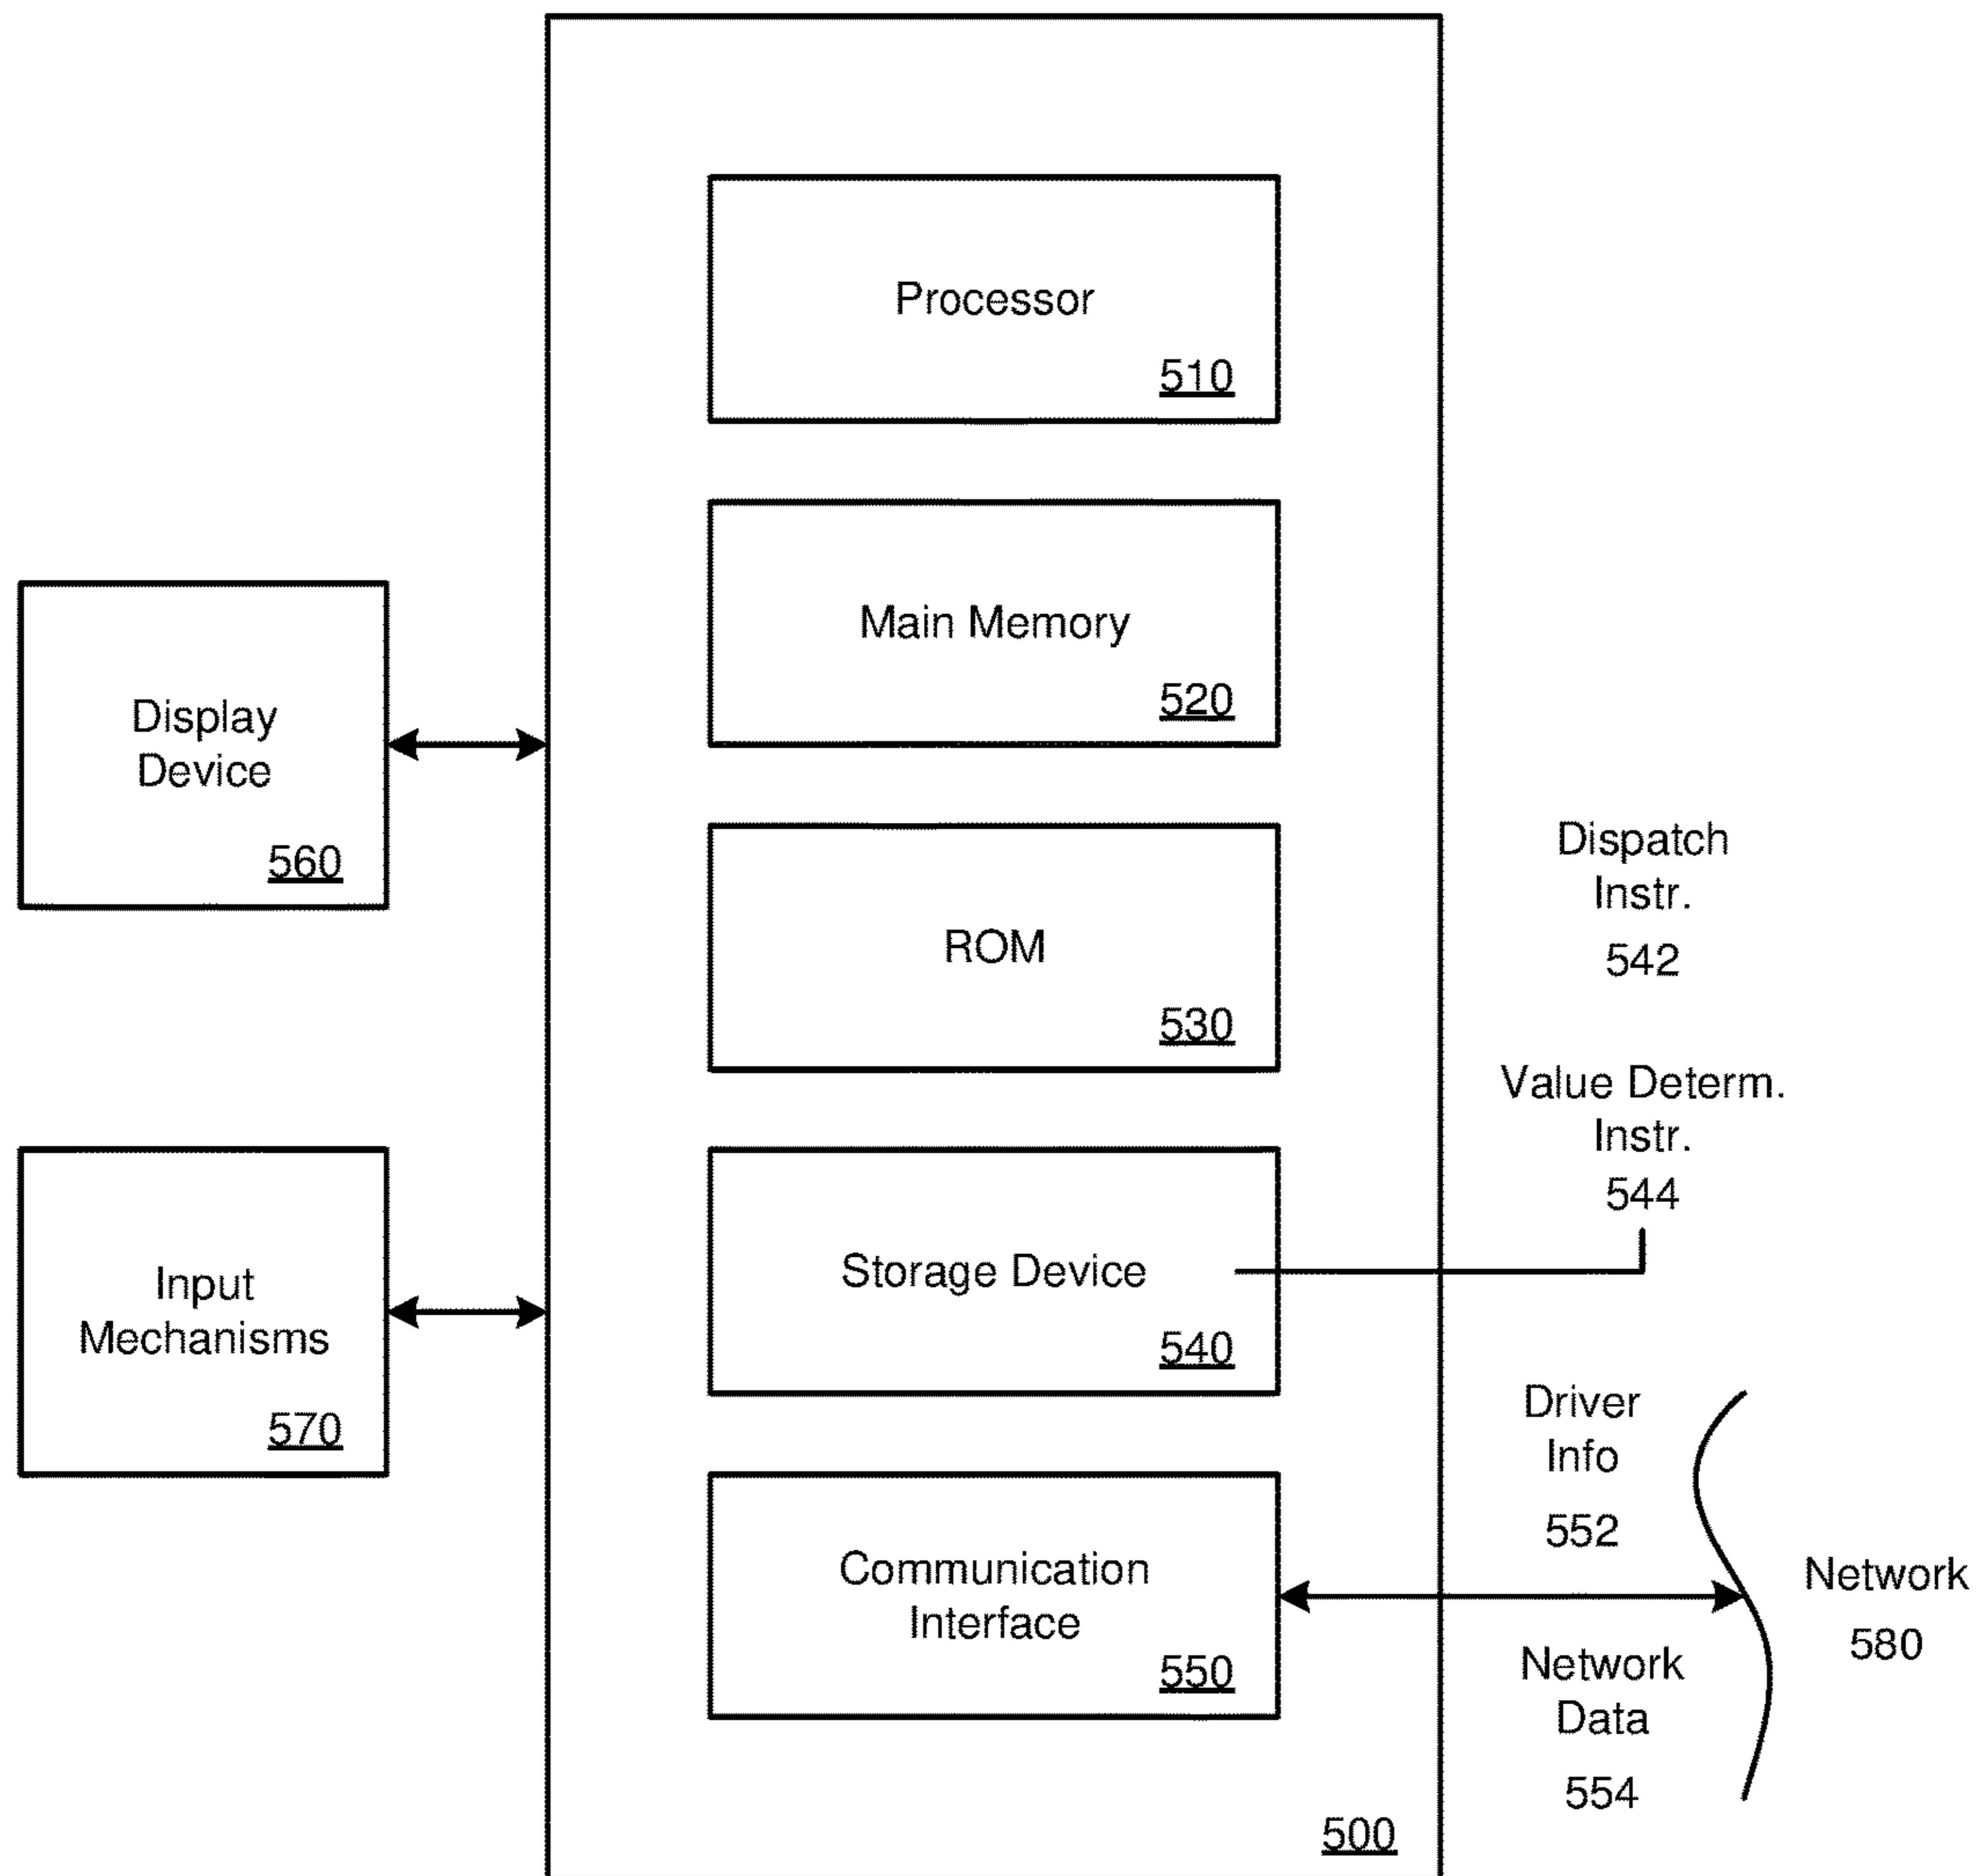 Processor
510
Main Memory
520
Display
Device
560
ROM
530
Dispatch
Instr.
542
Value Determ.
Instr.
544
Input
Mechanisms
570
Storage Device
540
Driver
Info
552
Communication
Interface
550
Network
580
Network
Data
554
500